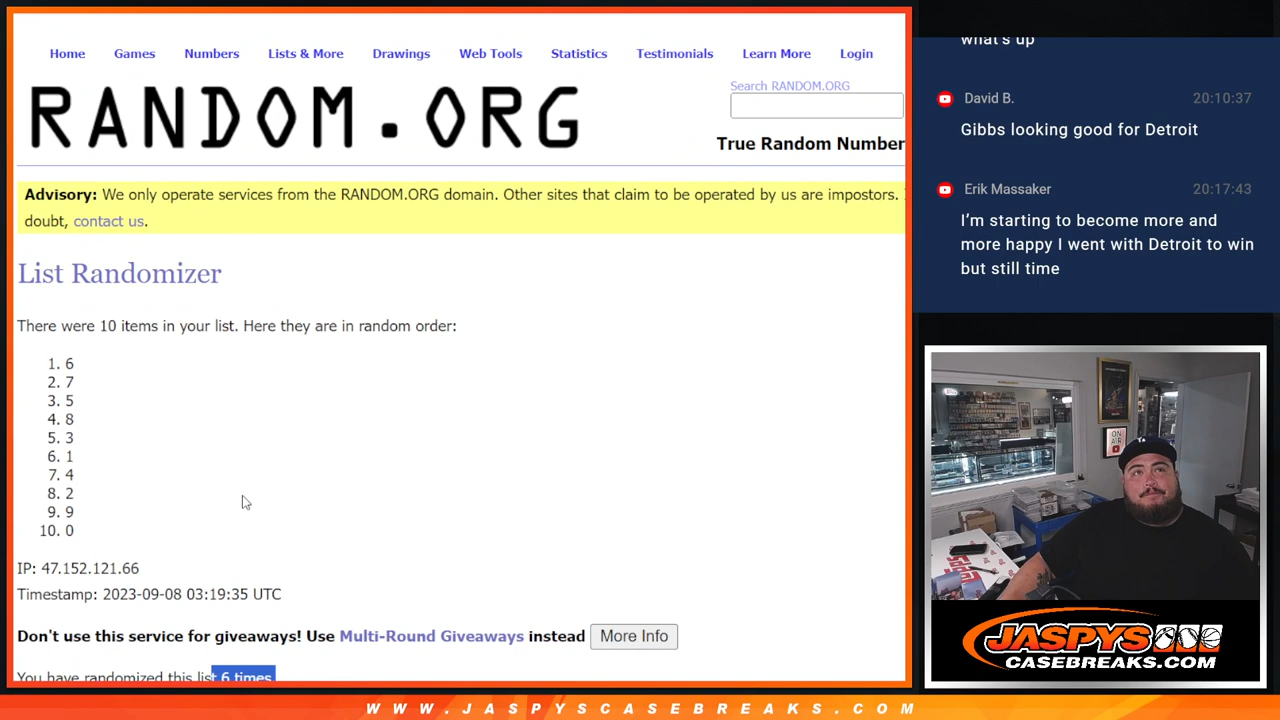 Home Games Numbers Lists & More Drawings Web Tools Statistics Testimonials Learn More Login
RANDOM.ORG
Search RANDOM.ORG
True Random Number
Advisory: We only operate services from the RANDOM.ORG domain. Other sites that claim to be operated by us are impostors.
doubt, contact us.
List Randomizer
There were 10 items in your list. Here they are in random order:
1. 6
2. 7
3. 5
4. 8
5. 3
6. 1
7. 4
8. 2
9. 9
10. 0
IP: 47.152.121.66
Timestamp: 2023-09-08 03:19:35 UTC
Don't use this service for giveaways! Use Multi-Round Giveaways instead More Info
You have randomized this list 6 times
what's up
David B. 20:10:37
Gibbs looking good for Detroit
Erik Massaker 20:17:43
I’m starting to become more and
more happy I went with Detroit to win
but still time
ON
AIR
JASPYS
CASEBREAKS.COM
WWW.JASPYSCASEBREAKS.COM